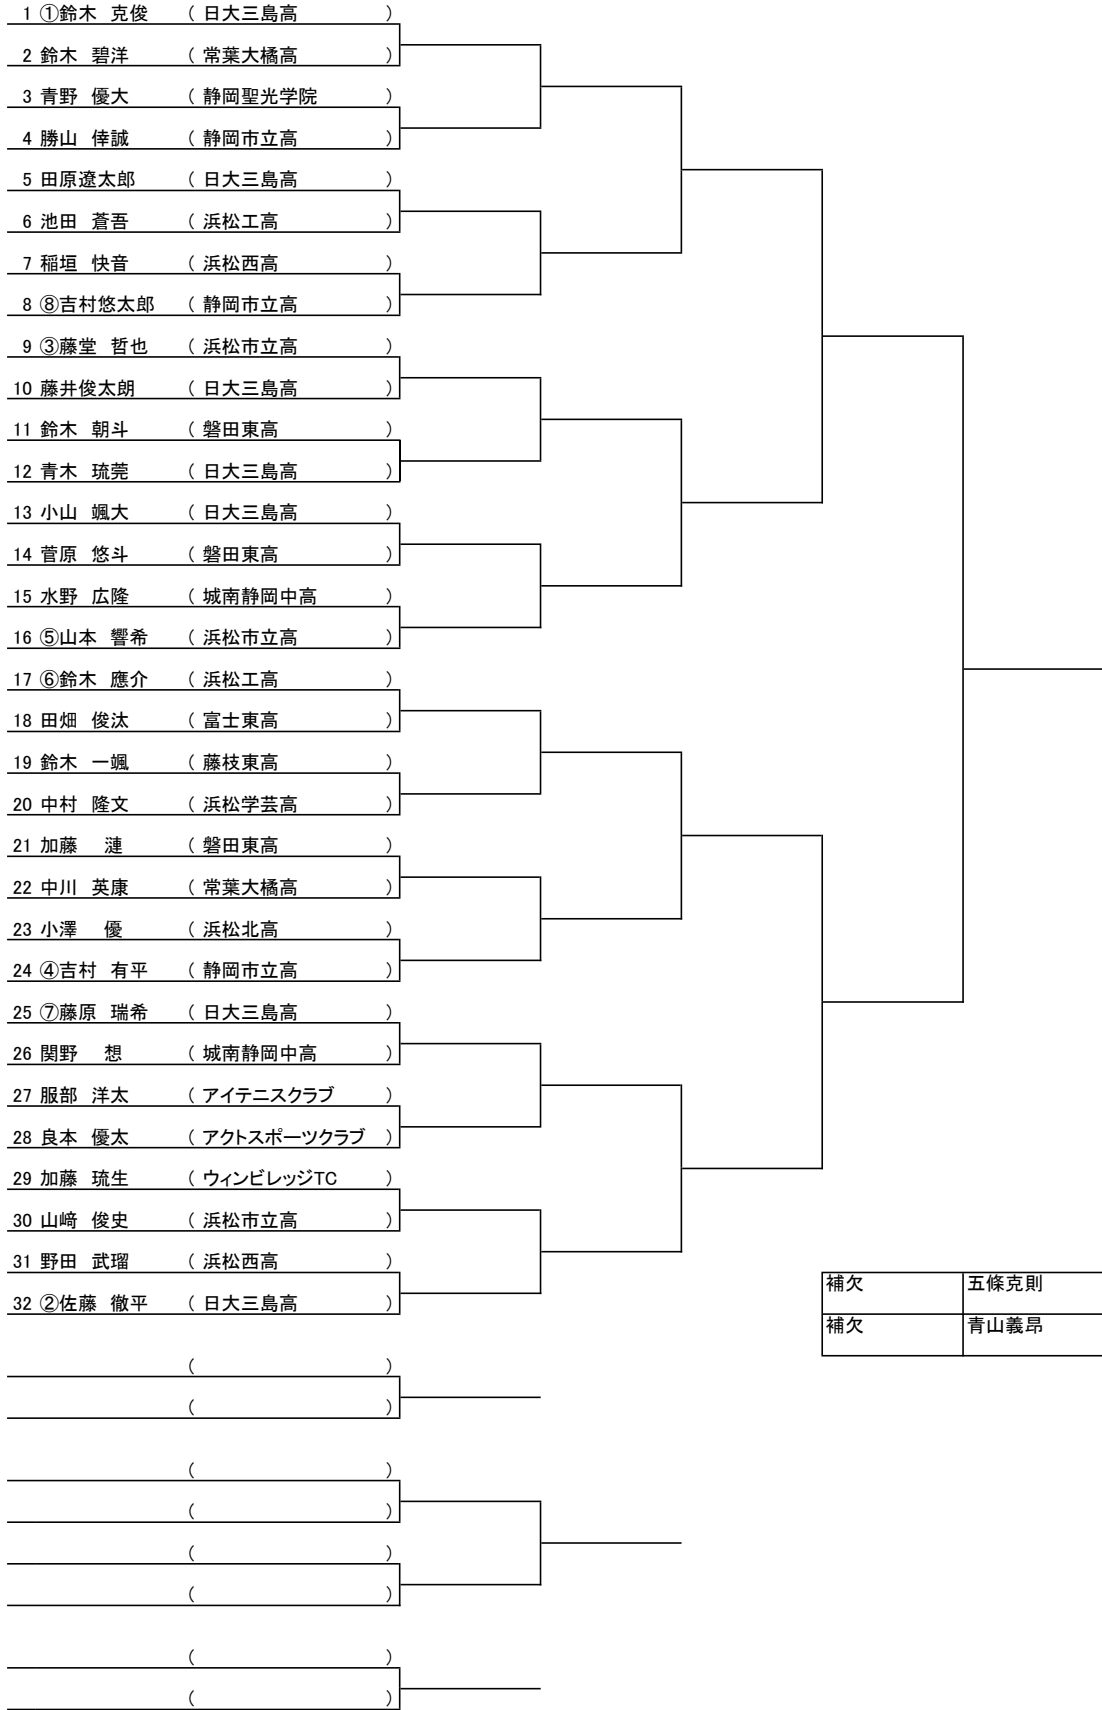 1 ①鈴木 克俊 （ 日大三島高 ）
2 鈴木 碧洋 （ 常葉大橘高 ）
3 青野 優大 （ 静岡聖光学院 ）
4 勝山 倖誠 （ 静岡市立高 ）
5 田原遼太郎 （ 日大三島高 ）
6 池田 蒼吾 （ 浜松工高 ）
7 稲垣 快音 （ 浜松西高 ）
8 ⑧吉村悠太郎 （ 静岡市立高 ）
9 ③藤堂 哲也 （ 浜松市立高 ）
10 藤井俊太朗 （ 日大三島高 ）
11 鈴木 朝斗 （ 磐田東高 ）
12 青木 琉莞 （ 日大三島高 ）
13 小山 颯大 （ 日大三島高 ）
14 菅原 悠斗 （ 磐田東高 ）
15 水野 広隆 （ 城南静岡中高 ）
16 ⑤山本 響希 （ 浜松市立高 ）
17 ⑥鈴木 應介 （ 浜松工高 ）
18 田畑 俊汰 （ 富士東高 ）
19 鈴木 一颯 （ 藤枝東高 ）
20 中村 隆文 （ 浜松学芸高 ）
21 加藤 漣 （ 磐田東高 ）
22 中川 英康 （ 常葉大橘高 ）
23 小澤 優 （ 浜松北高 ）
24 ④吉村 有平 （ 静岡市立高 ）
25 ⑦藤原 瑞希 （ 日大三島高 ）
26 関野 想 （ 城南静岡中高 ）
27 服部 洋太 （ アイテニスクラブ ）
28 良本 優太 （ アクトスポーツクラブ ）
29 加藤 琉生 （ ウィンビレッジTC ）
30 山﨑 俊史 （ 浜松市立高 ）
31 野田 武瑠 （ 浜松西高 ）
32 ②佐藤 徹平 （ 日大三島高 ）
補欠 五條克則
補欠 青山義昂
（ ）
（ ）
（ ）
（ ）
（ ）
（ ）
（ ）
（ ）